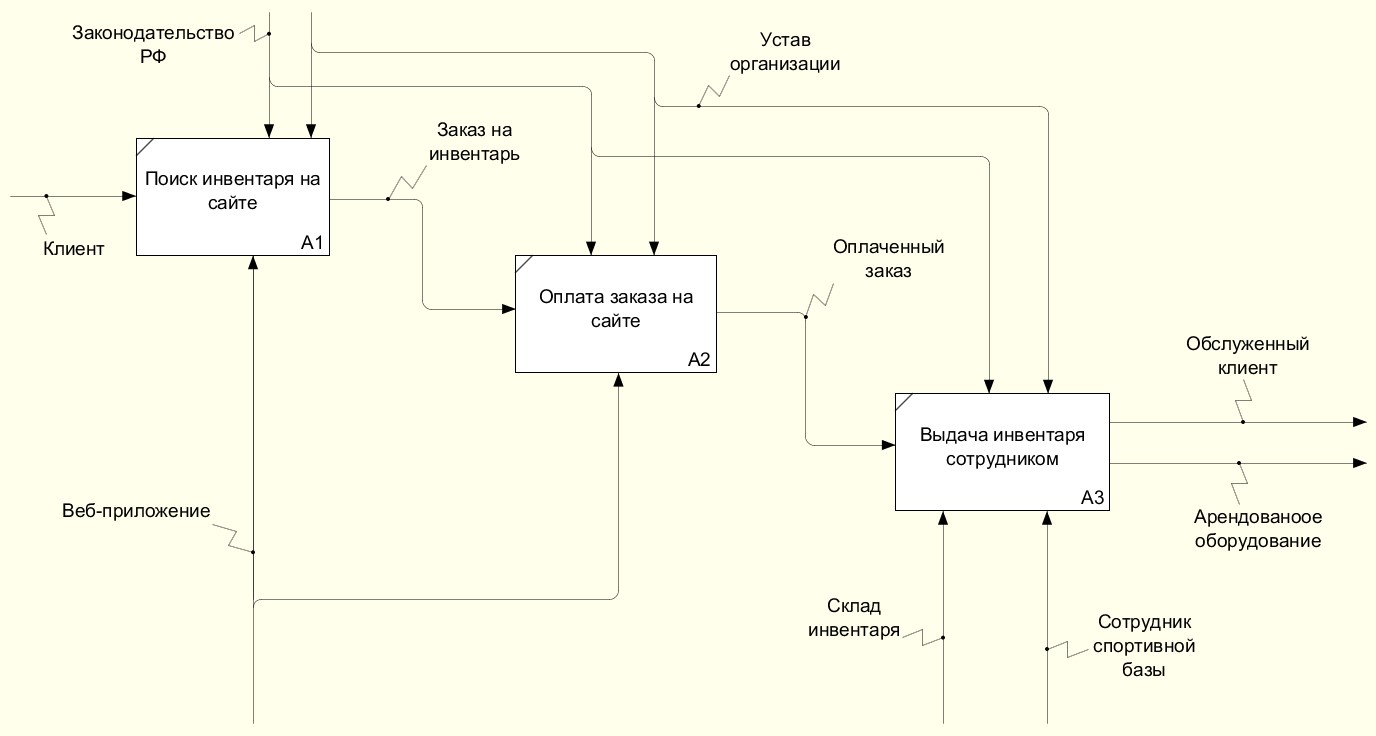 Законодательство
РФ
Устав
организации
Заказ на
инвентарь
Поиск инвентаря на
сайте
A1
Клиент
Оплаченный
заказ
Оплата заказа на
сайте
A2
Обслуженный
клиент
Выдача инвентаря
сотрудником
A3
Веб-приложение
Арендованоое
оборудование
Склад
инвентаря
Сотрудник
спортивной
базы